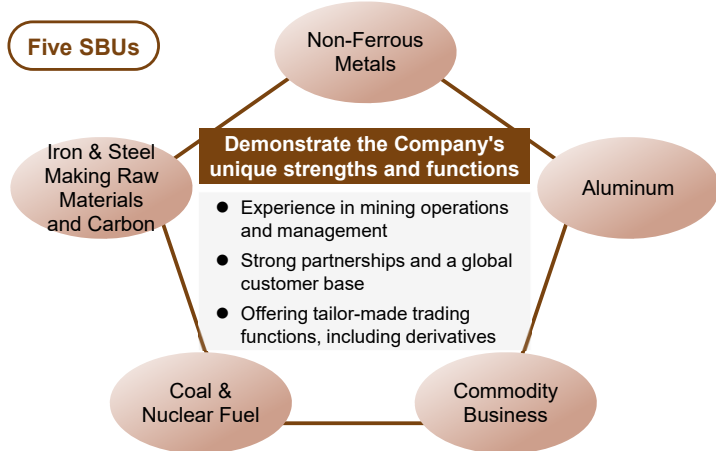 Five SBUs
Non-Ferrous
Metals
Iron & Steel
Making Raw
Materials
and Carbon
Demonstrate the Company's
unique strengths and functions
Aluminum
● Experience in mining operations
and management
● Strong partnerships and a global
customer base
● Offering tailor-made trading
functions, including derivatives
Coal &
Nuclear Fuel
Commodity
Business